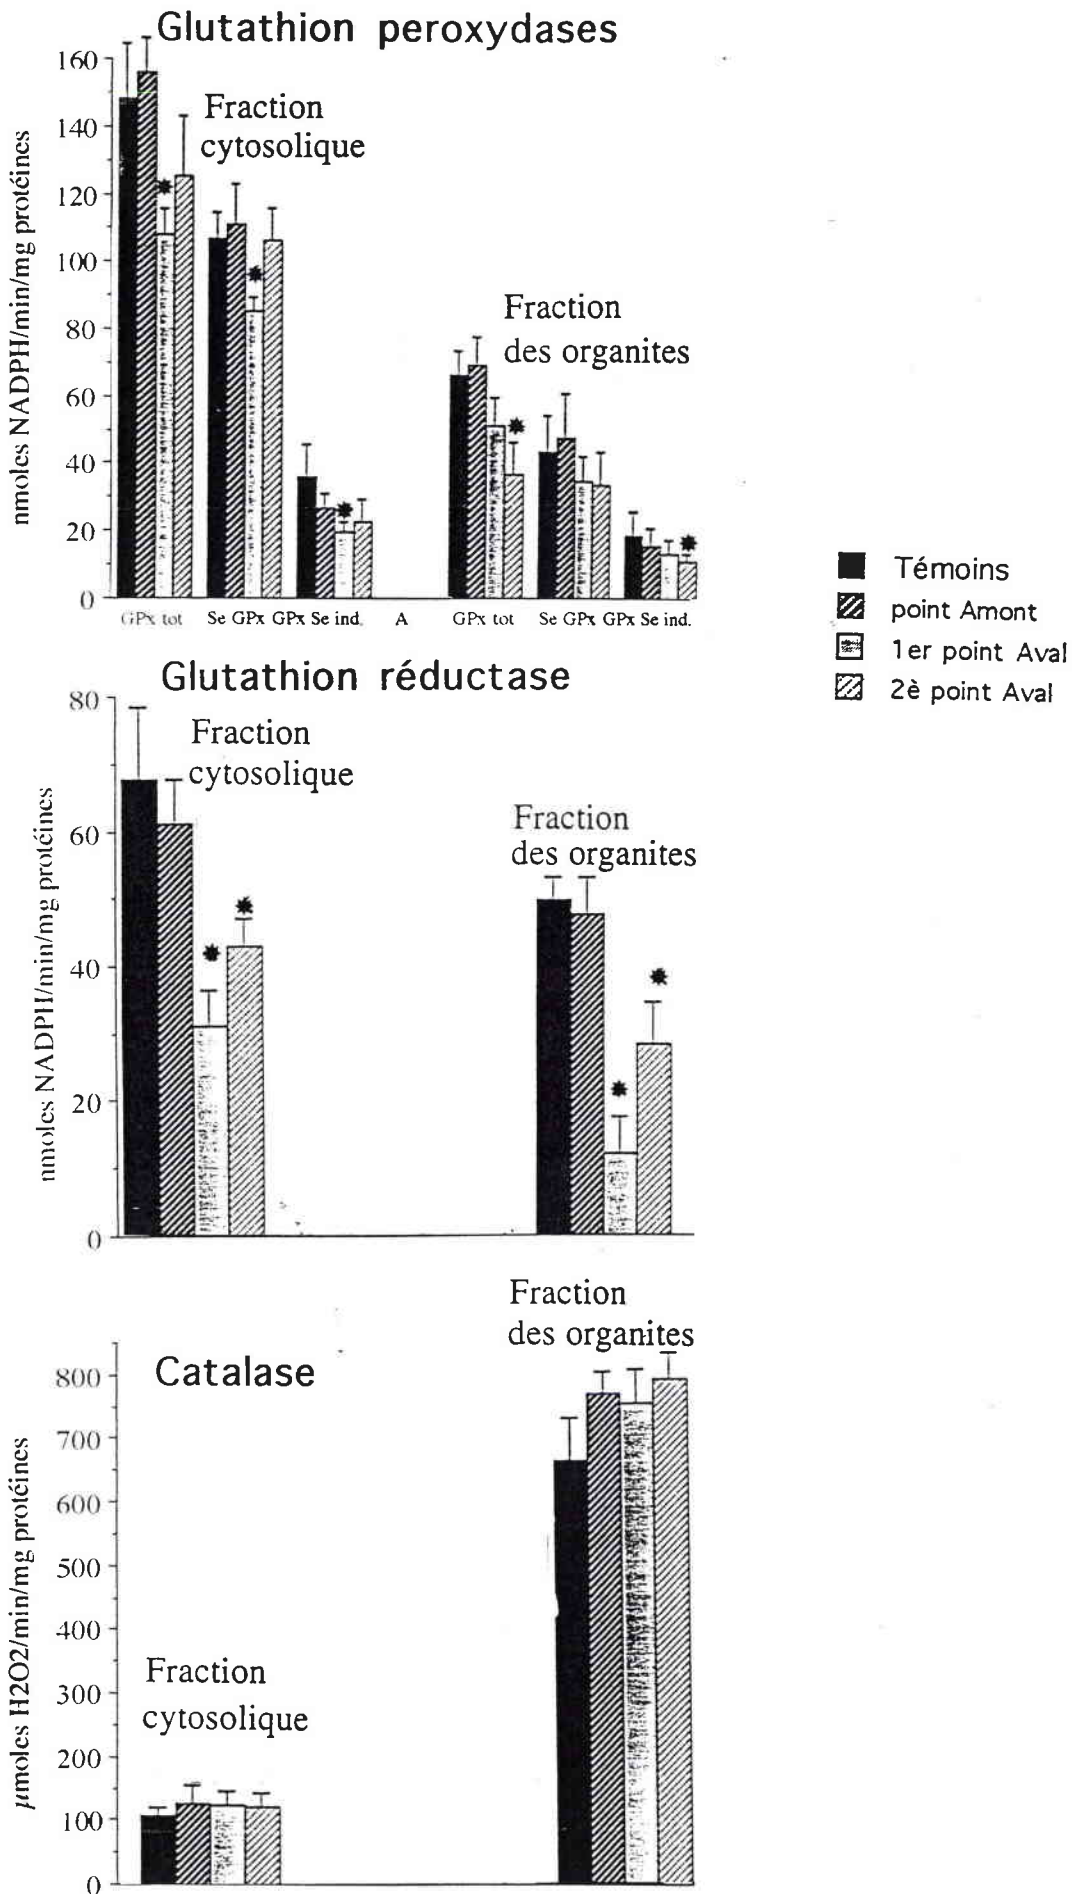 Glutathion peroxydases
nmoles NADPH/min/mg protéines
160
140
120
100
80
60
40
20
0
Fraction
cytosolique
Fraction
des organites
GPx tot Se GPx GPx Se ind. A GPx tot Se GPx GPx Se ind.
Témoins
point Amont
1er point Aval
2è point Aval
Glutathion réductase
nmoles NADPH/min/mg protéines
80
60
40
20
0
Fraction
cytosolique
Fraction
des organites
Catalase
µmoles H2O2/min/mg protéines
800
700
600
500
400
300
200
100
0
Fraction
cytosolique
Fraction
des organites